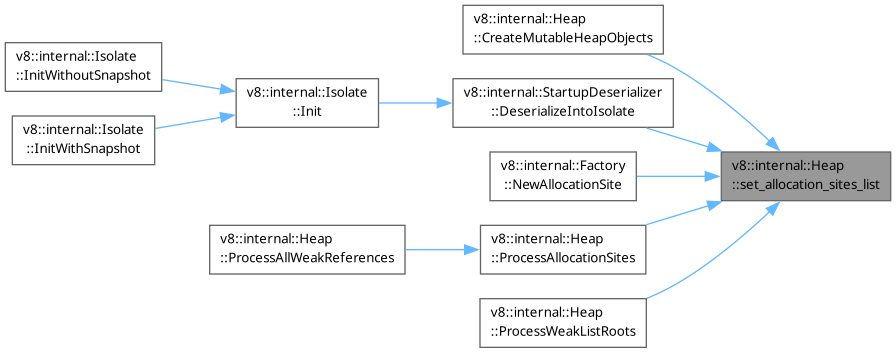 v8::internal::Heap
::CreateMutableHeapObjects
v8::internal::Isolate
::InitWithoutSnapshot
v8::internal::Isolate
::Init
v8::internal::StartupDeserializer
::DeserializeIntoIsolate
v8::internal::Isolate
::InitWithSnapshot
v8::internal::Factory
::NewAllocationSite
v8::internal::Heap
::set_allocation_sites_list
v8::internal::Heap
::ProcessAllWeakReferences
v8::internal::Heap
::ProcessAllocationSites
v8::internal::Heap
::ProcessWeakListRoots